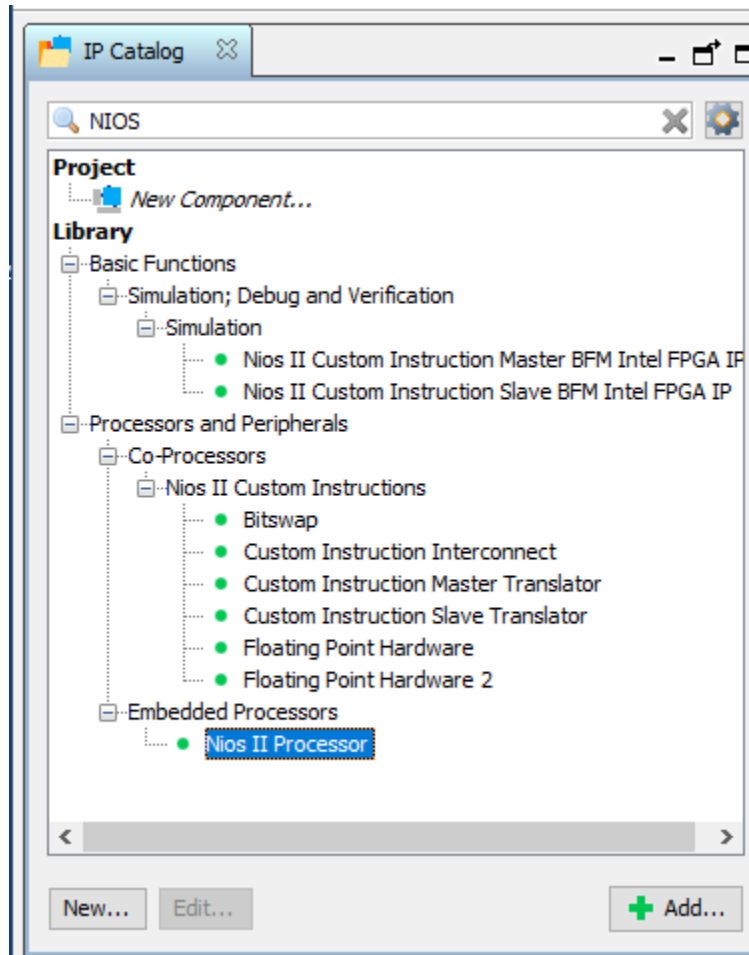 IP Catalog
NIOS
Project
New Component...
Library
Basic Functions
Simulation; Debug and Verification
Simulation
Nios II Custom Instruction Master BFM Intel FPGA IP
Nios II Custom Instruction Slave BFM Intel FPGA IP
Processors and Peripherals
Co-Processors
Nios II Custom Instructions
Bitswap
Custom Instruction Interconnect
Custom Instruction Master Translator
Custom Instruction Slave Translator
Floating Point Hardware
Floating Point Hardware 2
Embedded Processors
Nios II Processor
New... Edit... Add...